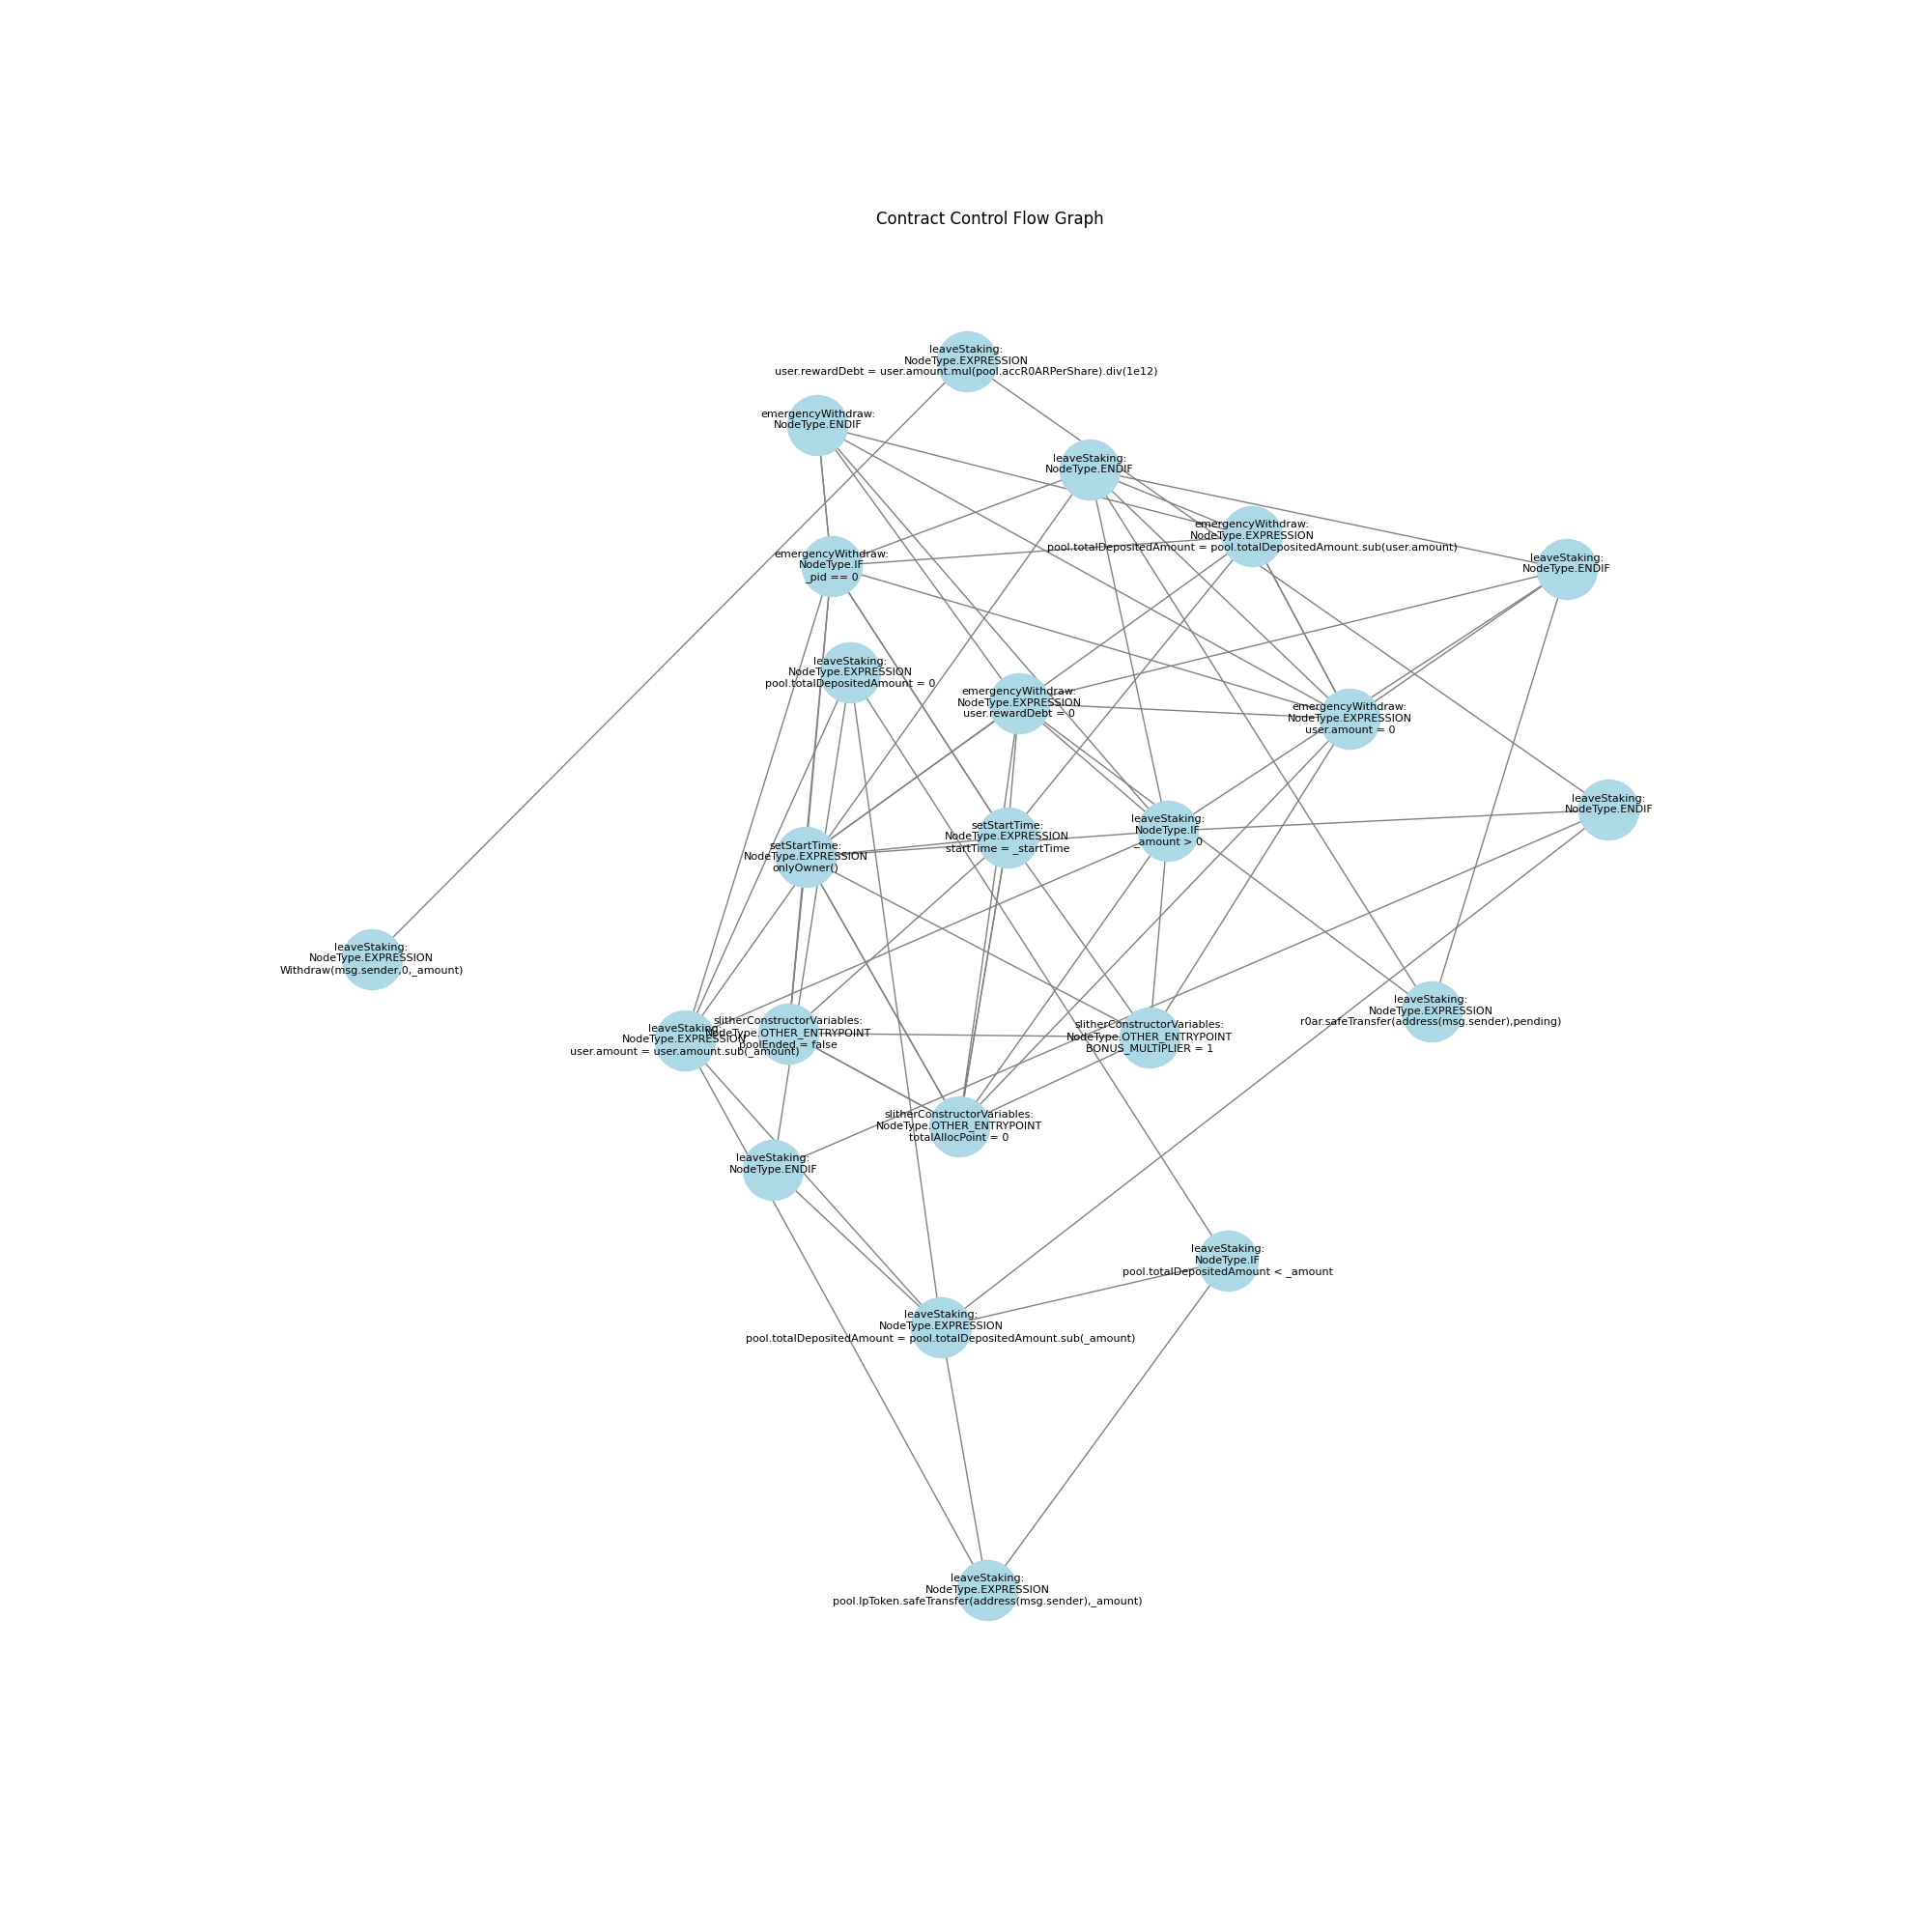 Contract Control Flow Graph
leaveStaking:
NodeType.EXPRESSION
user.rewardDebt = user.amount.mul(pool.accR0ARPerShare).div(1e12)
emergencyWithdraw:
NodeType.ENDIF
leaveStaking:
NodeType.ENDIF
emergencyWithdraw:
NodeType.EXPRESSION
pool.totalDepositedAmount = pool.totalDepositedAmount.sub(user.amount)
emergencyWithdraw:
NodeType.IF
_pid == 0
leaveStaking:
NodeType.ENDIF
leaveStaking:
NodeType.EXPRESSION
pool.totalDepositedAmount = 0
emergencyWithdraw:
NodeType.EXPRESSION
user.rewardDebt = 0
emergencyWithdraw:
NodeType.EXPRESSION
user.amount = 0
leaveStaking:
NodeType.ENDIF
setStartTime:
NodeType.EXPRESSION
startTime = _startTime
leaveStaking:
NodeType.IF
_amount > 0
setStartTime:
NodeType.EXPRESSION
onlyOwner()
leaveStaking:
NodeType.EXPRESSION
Withdraw(msg.sender,0,_amount)
leaveStaking:
NodeType.EXPRESSION
r0ar.safeTransfer(address(msg.sender),pending)
leaveStaking:
NodeType.EXPRESSION
user.amount = user.amount.sub(_amount)
slitherConstructorVariables:
NodeType.OTHER_ENTRYPOINT
poolEnded = false
slitherConstructorVariables:
NodeType.OTHER_ENTRYPOINT
BONUS_MULTIPLIER = 1
slitherConstructorVariables:
NodeType.OTHER_ENTRYPOINT
totalAllocPoint = 0
leaveStaking:
NodeType.ENDIF
leaveStaking:
NodeType.IF
pool.totalDepositedAmount < _amount
leaveStaking:
NodeType.EXPRESSION
pool.totalDepositedAmount = pool.totalDepositedAmount.sub(_amount)
leaveStaking:
NodeType.EXPRESSION
pool.lpToken.safeTransfer(address(msg.sender),_amount)